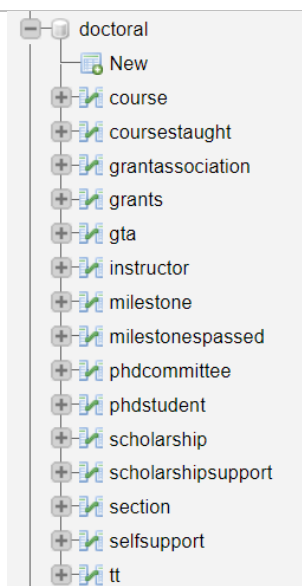 doctoral
New
course
coursestaught
grantassociation
grants
gta
instructor
milestone
milestonespassed
phdcommittee
phdstudent
scholarship
scholarshipsupport
section
selfsupport
tt